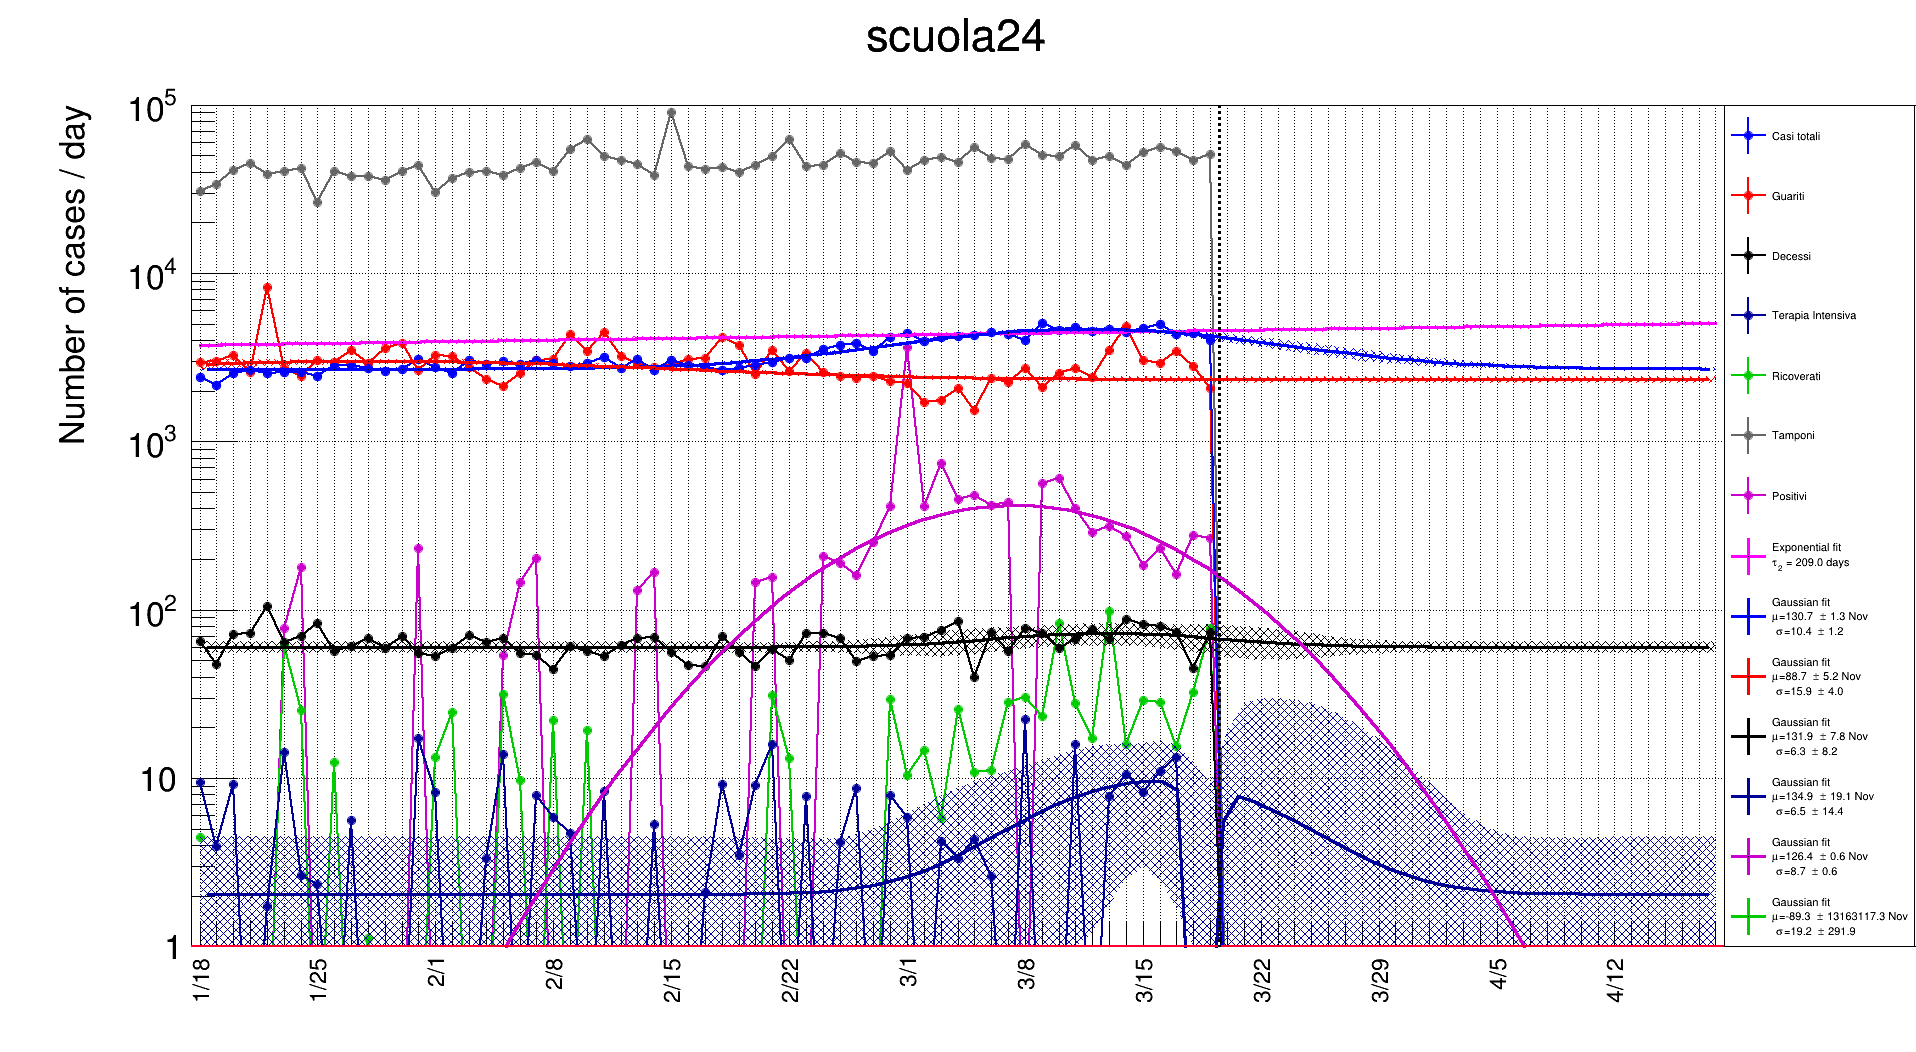 scuola24
Number of cases / day
10^5
10^4
10^3
10^2
10
1
1/18
1/25
2/1
2/8
2/15
2/22
3/1
3/8
3/15
3/22
3/29
4/5
4/12
Casi totali
Guariti
Decessi
Terapia Intensiva
Ricoverati
Tamponi
Positivi
Exponential fit
τ2 = 209.0 days
Gaussian fit
μ=130.7 ± 1.3 Nov
σ=10.4 ± 1.2
Gaussian fit
μ=88.7 ± 5.2 Nov
σ=15.9 ± 4.0
Gaussian fit
μ=131.9 ± 7.8 Nov
σ=6.3 ± 8.2
Gaussian fit
μ=134.9 ± 19.1 Nov
σ=6.5 ± 14.4
Gaussian fit
μ=126.4 ± 0.6 Nov
σ=8.7 ± 0.6
Gaussian fit
μ=-89.3 ± 13163117.3 Nov
σ=19.2 ± 291.9